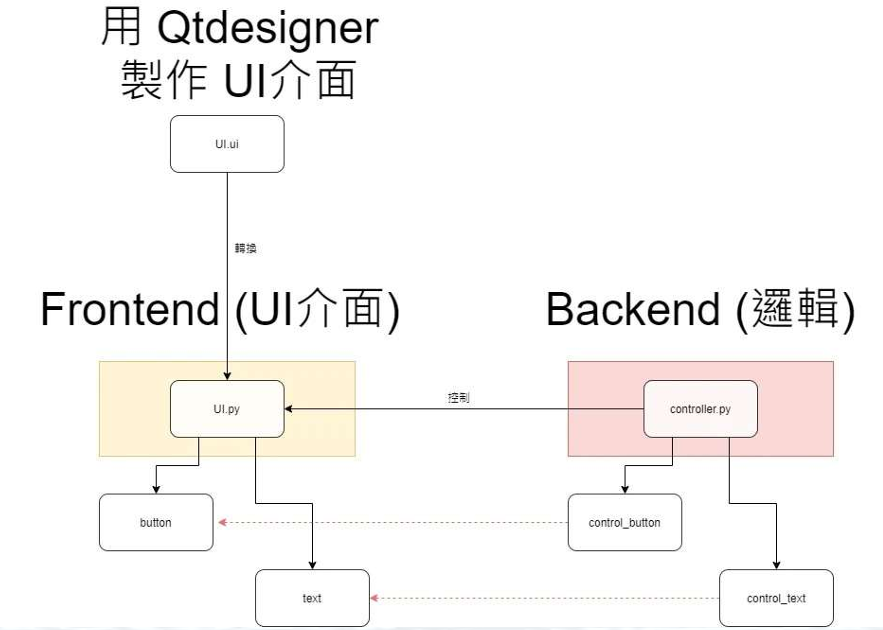 用 Qtdesigner
製作 UI介面
UI.ui
轉換
Frontend (UI介面)
Backend (邏輯)
UI.py
控制
controller.py
button
control_button
text
control_text